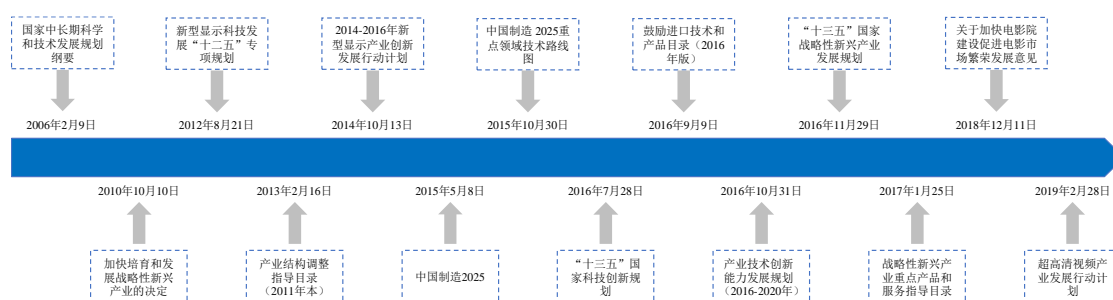 国家中长期科学
和技术发展规划
纲要
新型显示科技发
展“十二五”专
项规划
2014-2016年新
型显示产业创新
发展行动计划
中国制造 2025重
点领域技术路线
图
鼓励进口技术和
产品目录（2016
年版）
“十三五”国家
战略性新兴产业
发展规划
关于加快电影院
建设促进电影市
场繁荣发展意见
2006年2月9日
2012年8月21日
2014年10月13日
2015年10月30日
2016年9月9日
2016年11月29日
2018年12月11日
2010年10月10日
2013年2月16日
2015年5月8日
2016年7月28日
2016年10月31日
2017年1月25日
2019年2月28日
加快培育和发
展战略性新兴
产业的决定
产业结构调整
指导目录
（2011年本）
中国制造2025
“十三五”国
家科技创新规
划
产业技术创新
能力发展规划
（2016-2020年）
战略性新兴产
业重点产品和
服务指导目录
超高清视频产
业发展行动计
划